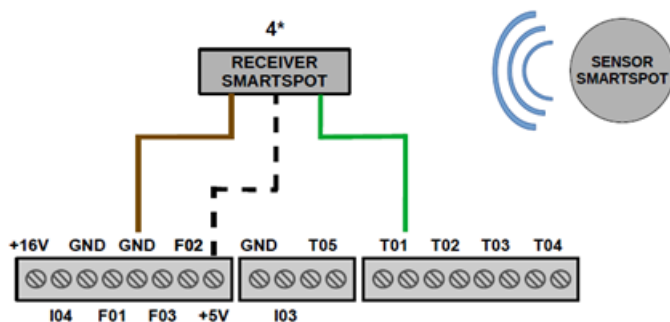 4*
RECEIVER
SMARTSPOT
SENSOR
SMARTSPOT
+16V GND GND F02 GND T05 T01 T02 T03 T04
I04 F01 F03 +5V I03